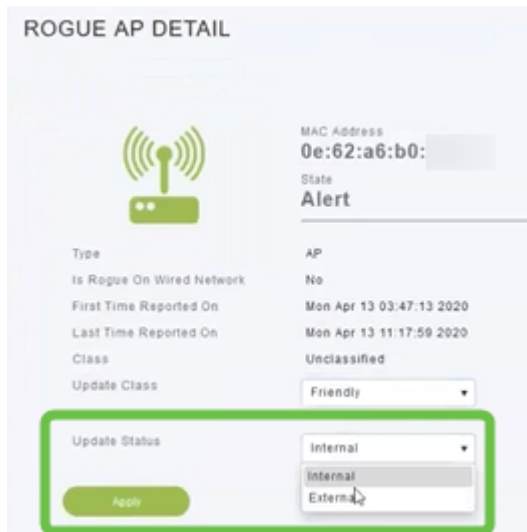 ROGUE AP DETAIL
MAC Address
0e:62:a6:b0:
State
Alert
Type AP
Is Rogue On Wired Network No
First Time Reported On Mon Apr 13 03:47:13 2020
Last Time Reported On Mon Apr 13 11:17:59 2020
Class Unclassified
Update Class Friendly
Update Status Internal
Internal
External
Apply